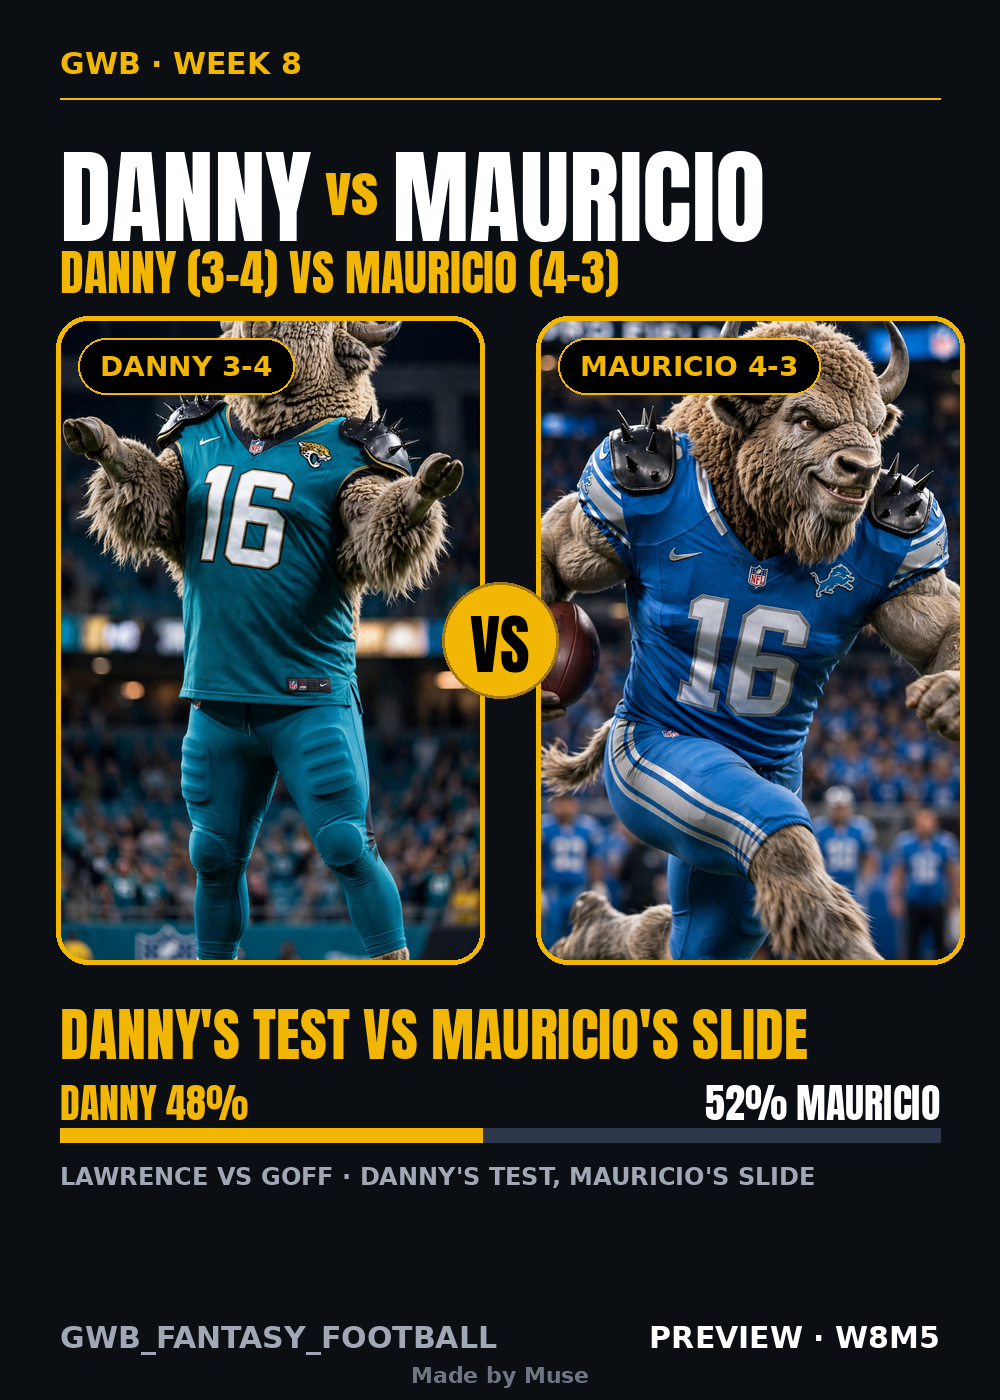 GWB · WEEK 8
DANNY VS MAURICIO
DANNY (3-4) VS MAURICIO (4-3)
DANNY 3-4
MAURICIO 4-3
16
16
NFL
VS
DANNY'S TEST VS MAURICIO'S SLIDE
DANNY 48%
52% MAURICIO
LAWRENCE VS GOFF · DANNY'S TEST, MAURICIO'S SLIDE
GWB_FANTASY_FOOTBALL
PREVIEW · W8M5
Made by Muse